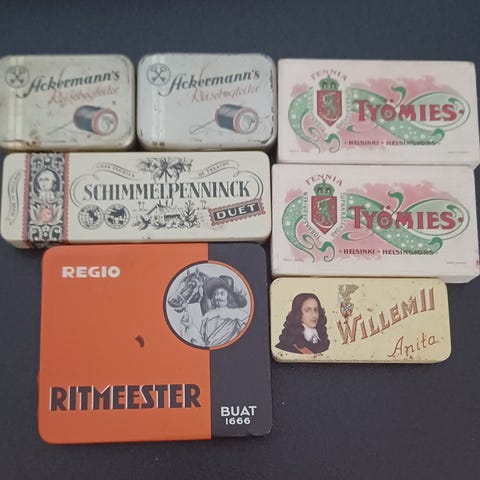 Ackermann's
Reisebegleiter
Ackermann's
Reisebegleiter
FENNIA
TYÖMIES
HELSINKI - HELSINGFORS
SCHIMMELPENNINCK
DUET
FENNIA
TYÖMIES
HELSINKI - HELSINGFORS
WILLEM II
Anita
REGIO
RITMEESTER
BUAT
1666